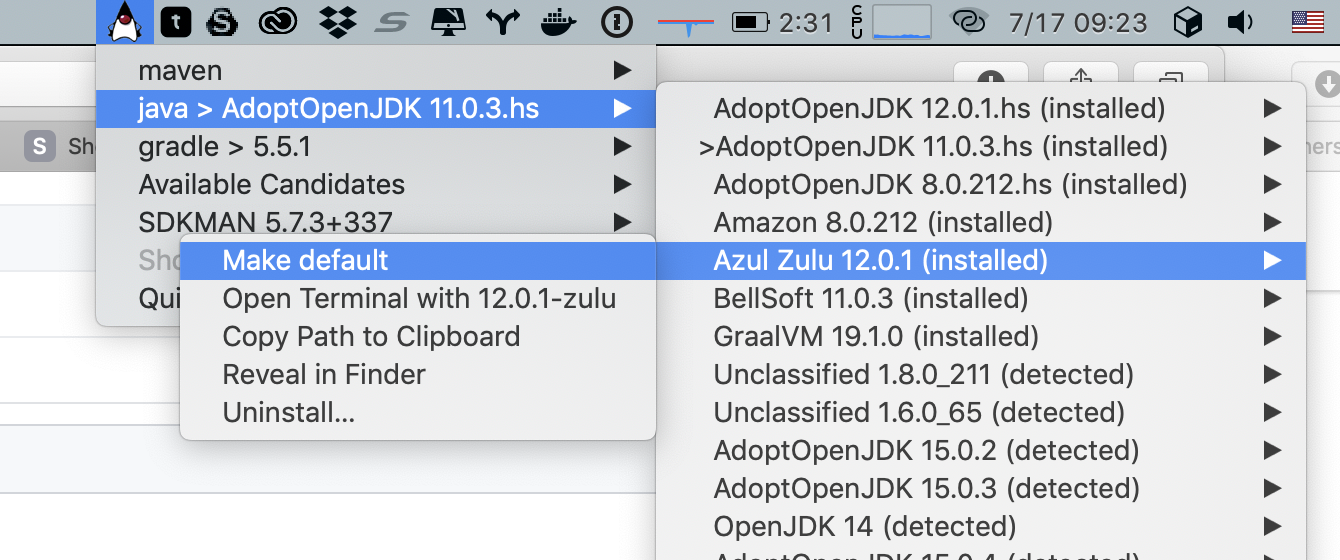 t S 2:31 CPU 7/17 09:23
maven
java > AdoptOpenJDK 11.0.3.hs
gradle > 5.5.1
Available Candidates
SDKMAN 5.7.3+337
S
Make default
Open Terminal with 12.0.1-zulu
Copy Path to Clipboard
Reveal in Finder
Uninstall...
AdoptOpenJDK 12.0.1.hs (installed)
>AdoptOpenJDK 11.0.3.hs (installed)
AdoptOpenJDK 8.0.212.hs (installed)
Amazon 8.0.212 (installed)
Azul Zulu 12.0.1 (installed)
BellSoft 11.0.3 (installed)
GraalVM 19.1.0 (installed)
Unclassified 1.8.0_211 (detected)
Unclassified 1.6.0_65 (detected)
AdoptOpenJDK 15.0.2 (detected)
AdoptOpenJDK 15.0.3 (detected)
OpenJDK 14 (detected)
AdoptOpenJDK 15.0.4 (detected)